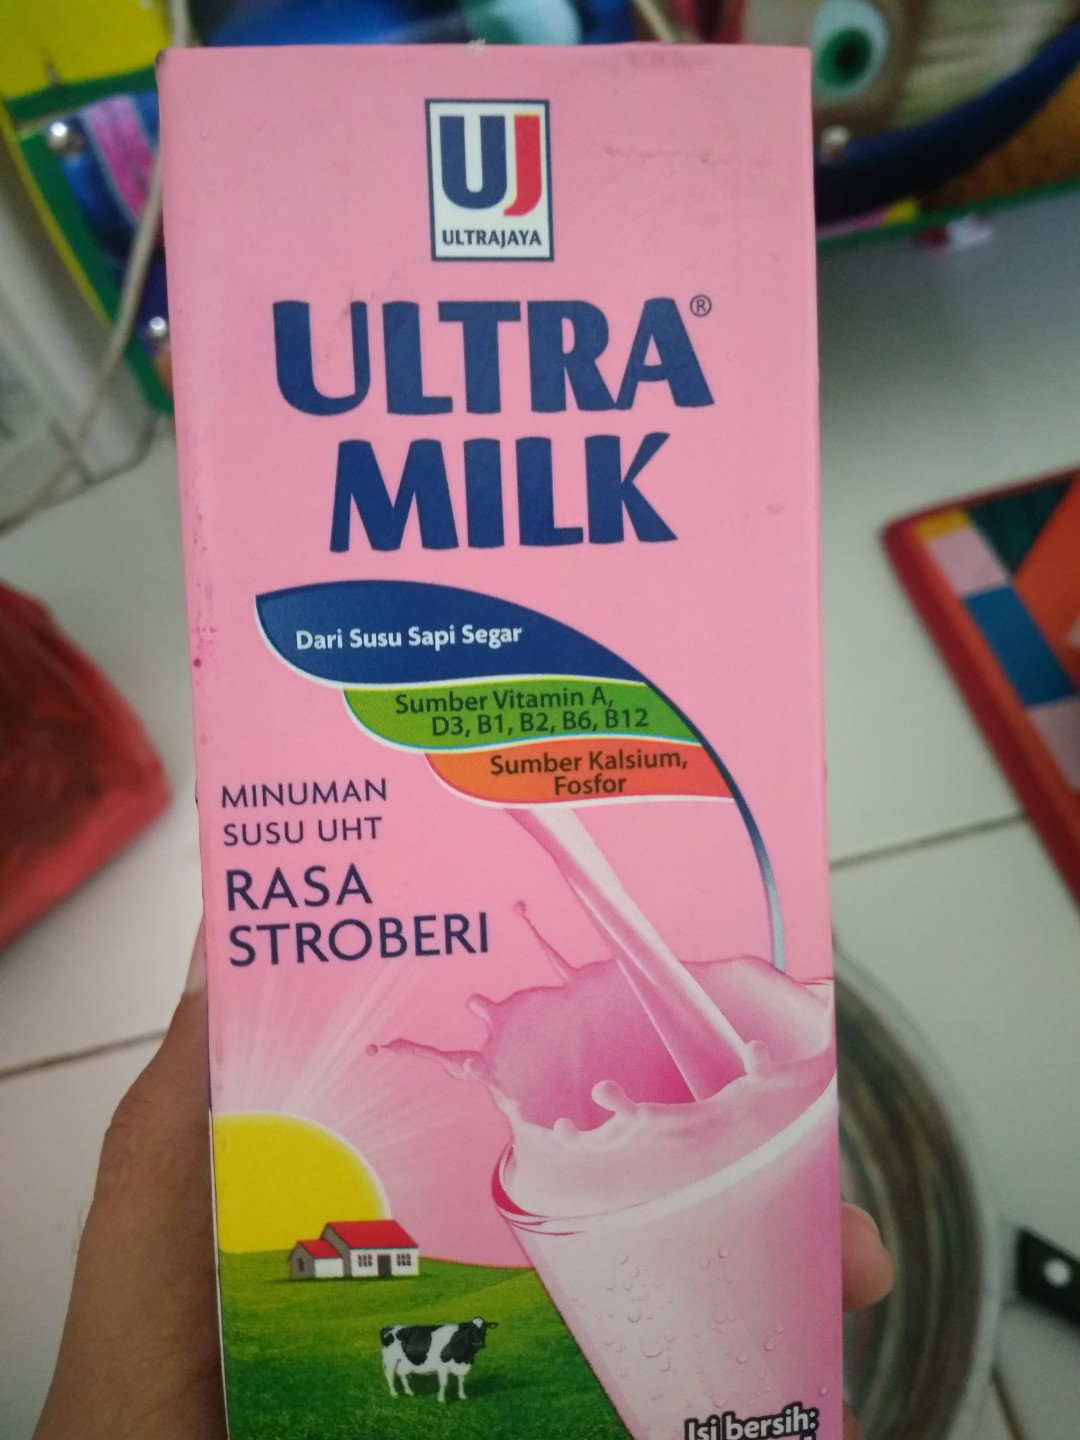 UJ
ULTRAJAYA
ULTRA®
MILK
Dari Susu Sapi Segar
Sumber Vitamin A,
D3, B1, B2, B6, B12
Sumber Kalsium,
Fosfor
MINUMAN
SUSU UHT
RASA
STROBERI
Isi bersih: